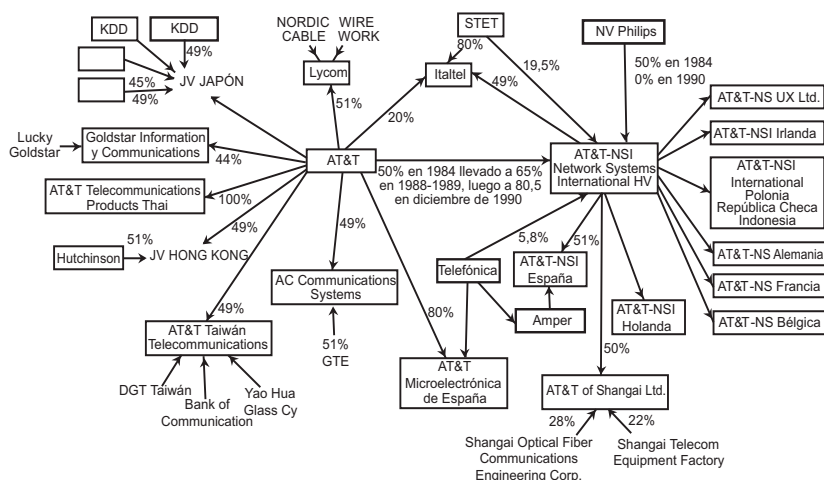 KDD
KDD
49%
45%
49%
JV JAPÓN
NORDIC
CABLE
WIRE
WORK
Lycom
51%
STET
80%
Italtel
20%
19,5%
49%
NV Philips
50% en 1984
0% en 1990
Lucky
Goldstar
Goldstar Information
y Communications
44%
AT&T
50% en 1984 llevado a 65%
en 1988-1989, luego a 80,5
en diciembre de 1990
AT&T-NSI
Network Systems
International HV
AT&T-NS UX Ltd.
AT&T-NSI Irlanda
AT&T-NSI
International
Polonia
República Checa
Indonesia
AT&T-NS Alemania
AT&T-NS Francia
AT&T-NS Bélgica
AT&T Telecommunications
Products Thai
100%
49%
51%
Hutchinson
JV HONG KONG
49%
AC Communications
Systems
51%
GTE
49%
AT&T Taiwán
Telecommunications
DGT Taiwán
Bank of
Communication
Yao Hua
Glass Cy
80%
5,8%
Telefónica
51%
AT&T-NSI
España
Amper
AT&T-NSI
Holanda
AT&T
Microelectrónica
de España
50%
AT&T of Shangai Ltd.
28%
22%
Shangai Optical Fiber
Communications
Engineering Corp.
Shangai Telecom
Equipment Factory